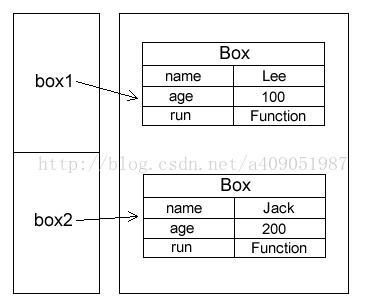 Box
box1
name Lee
age 100
run Function
http://blog.csdn.net/a409051987
Box
box2
name Jack
age 200
run Function